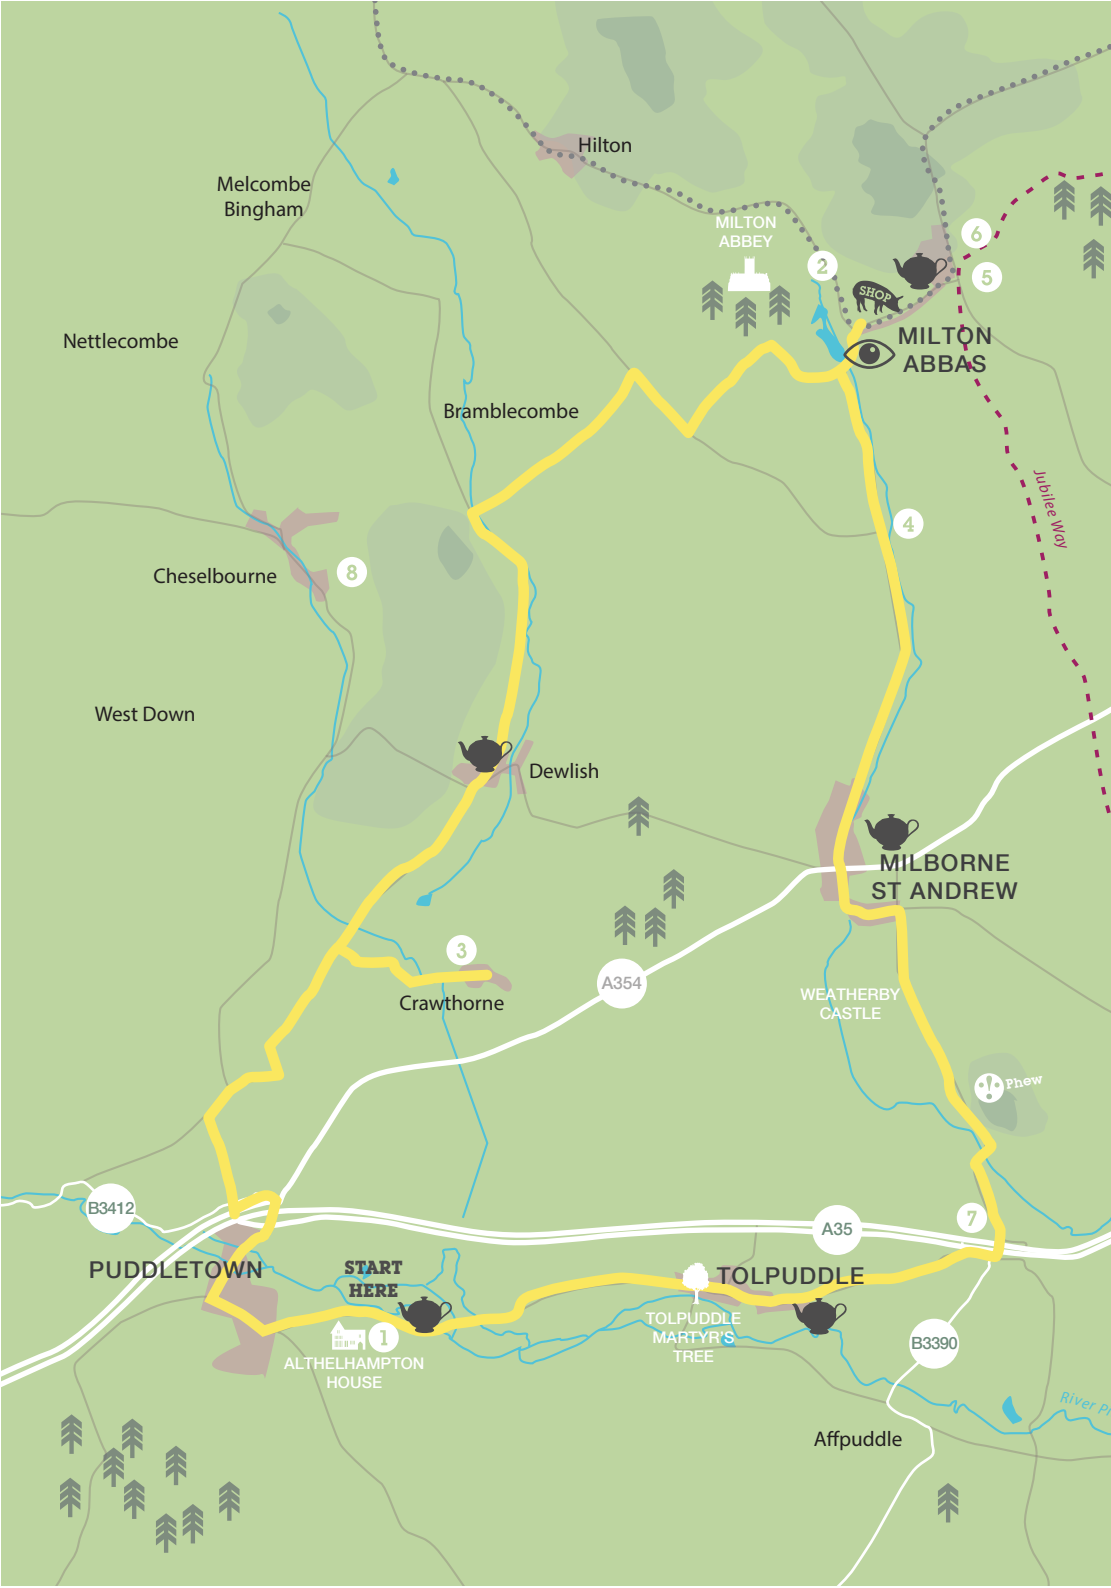 Hilton
Melcombe
Bingham
MILTON
ABBEY
6
2
5
SHOP
MILTON
ABBAS
Nettlecombe
Bramblecombe
Jubilee Way
4
Cheselbourne
8
West Down
Dewlish
MILBORNE
ST ANDREW
3
A354
Crawthorne
WEATHERBY
CASTLE
Phew
B3412
7
A35
PUDDLETOWN
START
HERE
TOLPUDDLE
TOLPUDDLE
MARTYR'S
TREE
1
B3390
ALTHELHAMPTON
HOUSE
River
Affpuddle